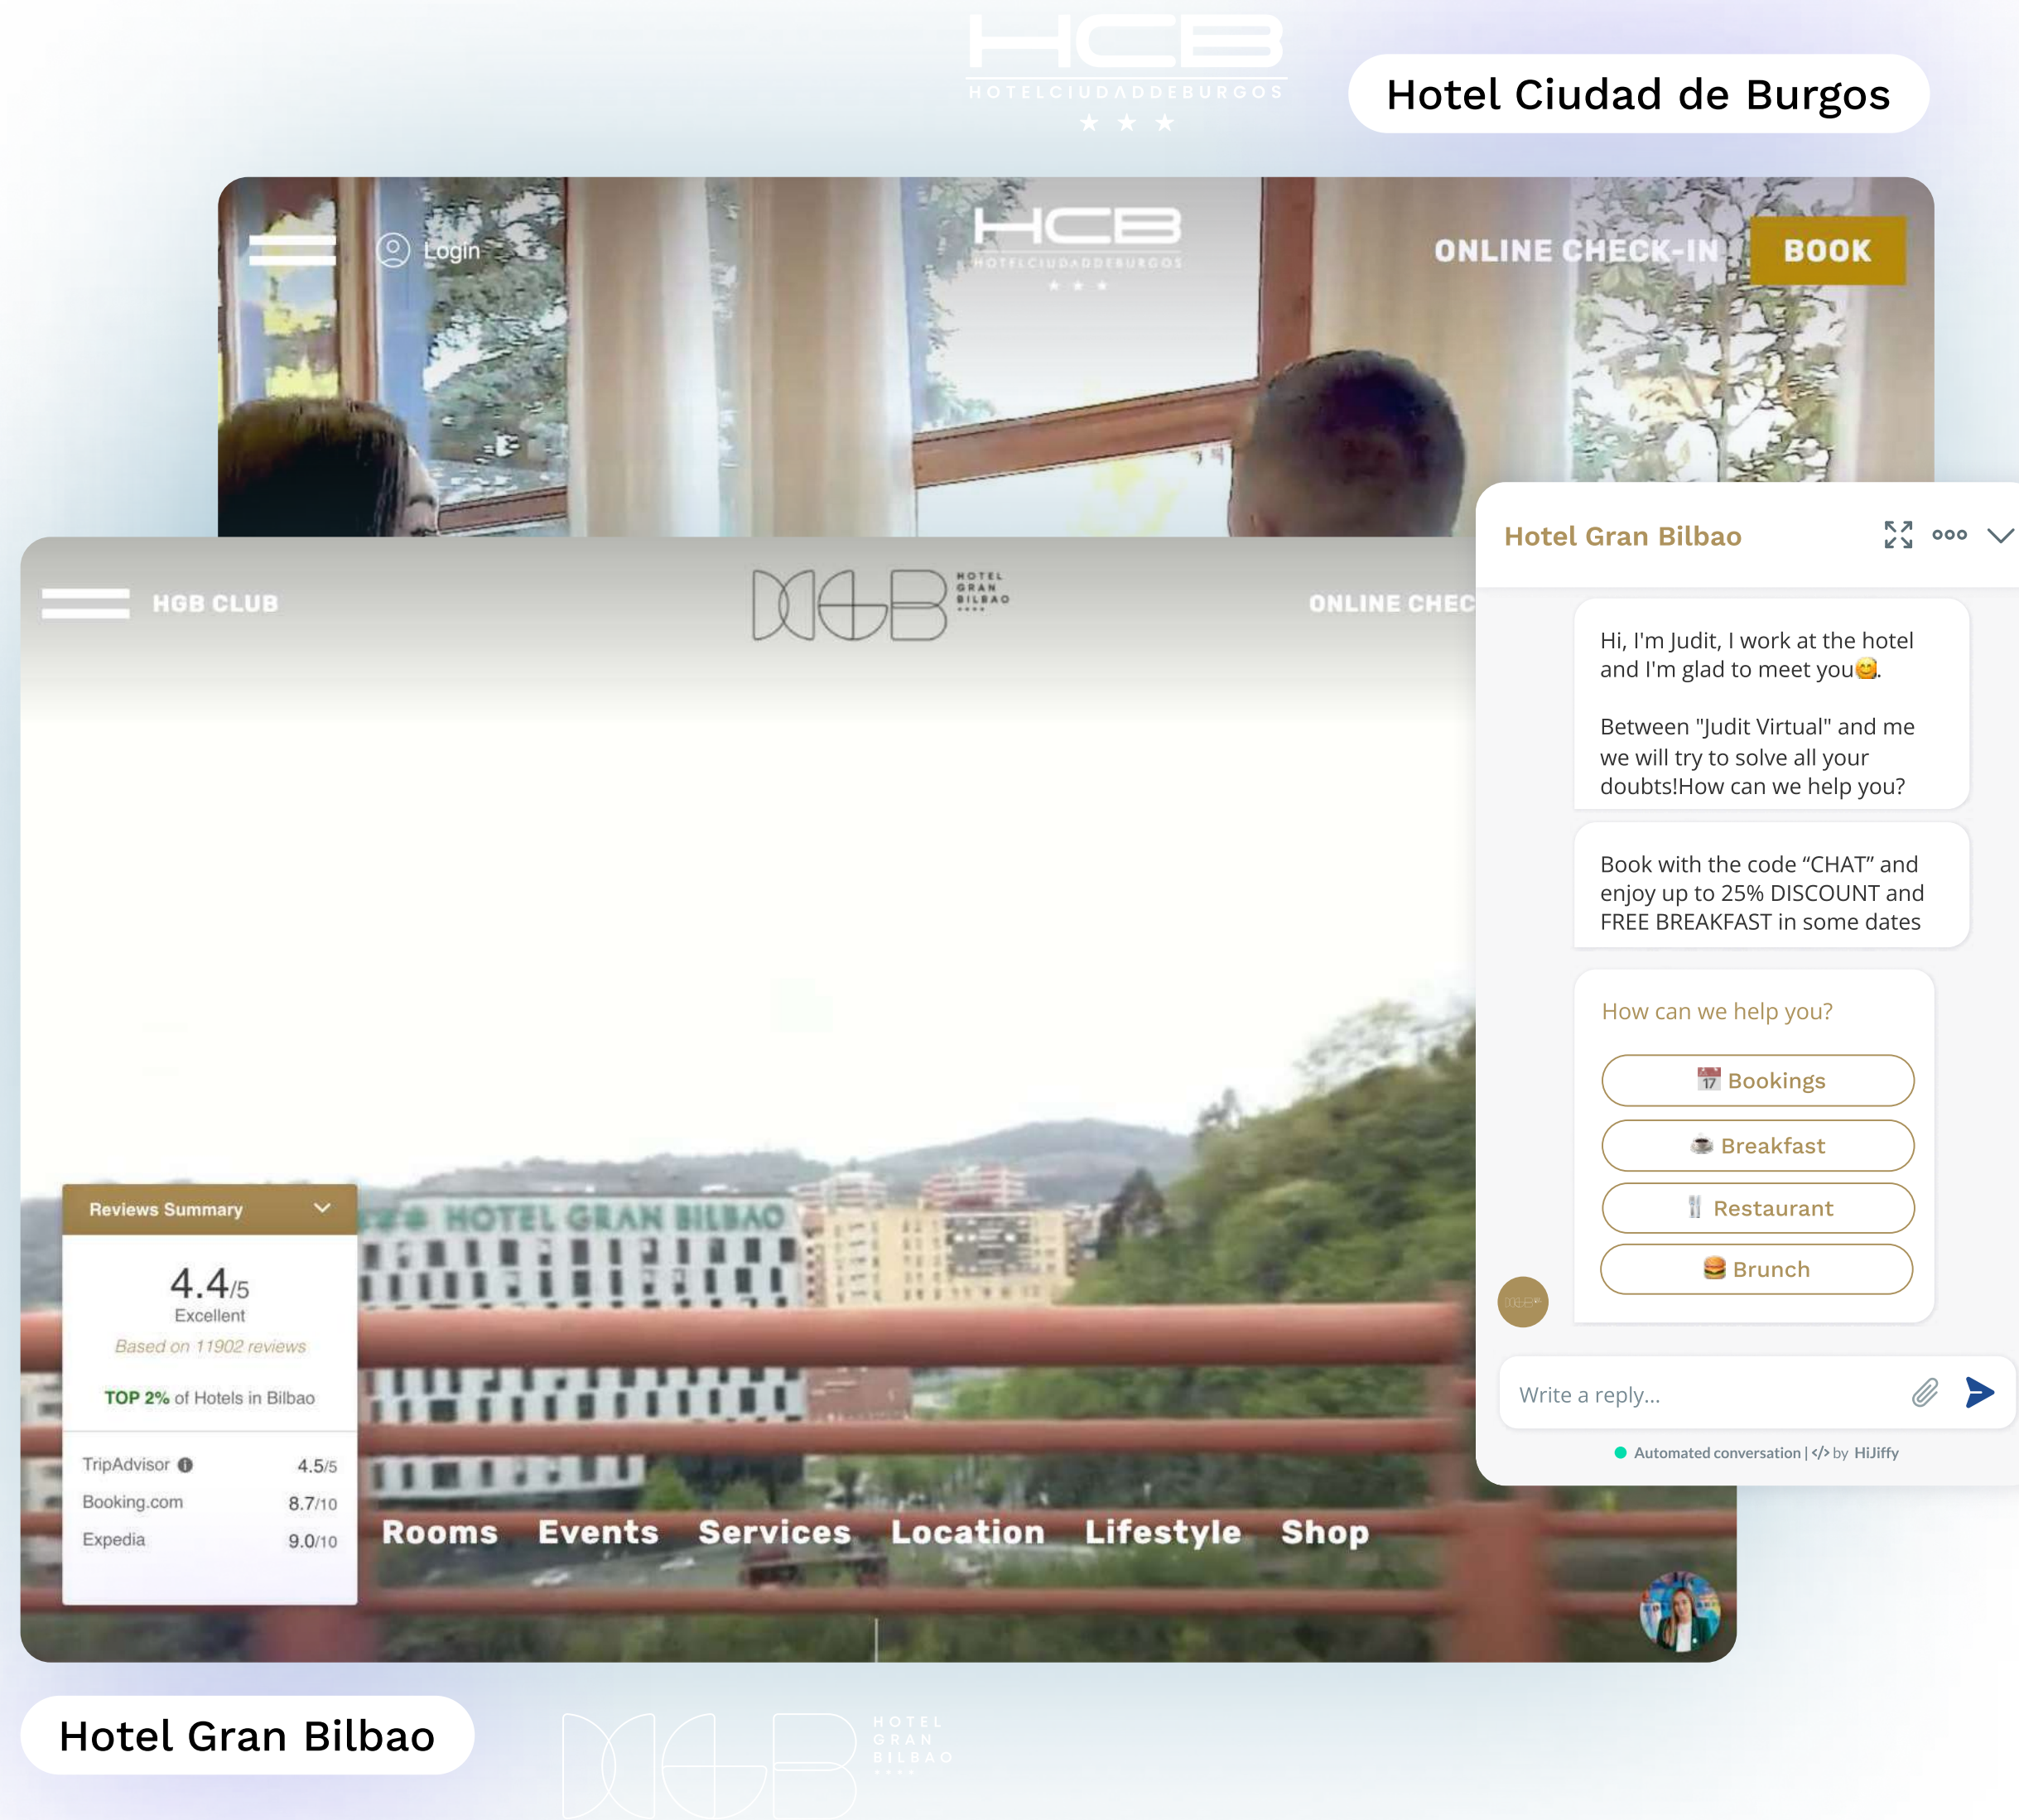 HCB
HOTELCIUDADDEBURGOS
Hotel Ciudad de Burgos
Login
HCB
HOTELCIUDADDEBURGOS
ONLINE CHECK-IN
BOOK
HGB CLUB
HGB
HOTEL
GRAN
BILBAO
ONLINE CHEC
Hotel Gran Bilbao
Hi, I'm Judit, I work at the hotel
and I'm glad to meet you🥰.
Between "Judit Virtual" and me
we will try to solve all your
doubts!How can we help you?
Book with the code “CHAT” and
enjoy up to 25% DISCOUNT and
FREE BREAKFAST in some dates
How can we help you?
17 Bookings
Breakfast
Restaurant
Brunch
Write a reply...
Automated conversation | </> by HiJiffy
Reviews Summary
4.4/5
Excellent
Based on 11902 reviews
TOP 2% of Hotels in Bilbao
TripAdvisor 4.5/5
Booking.com 8.7/10
Expedia 9.0/10
HOTEL GRAN BILBAO
Rooms Events Services Location Lifestyle Shop
Hotel Gran Bilbao
HGB
HOTEL
GRAN
BILBAO